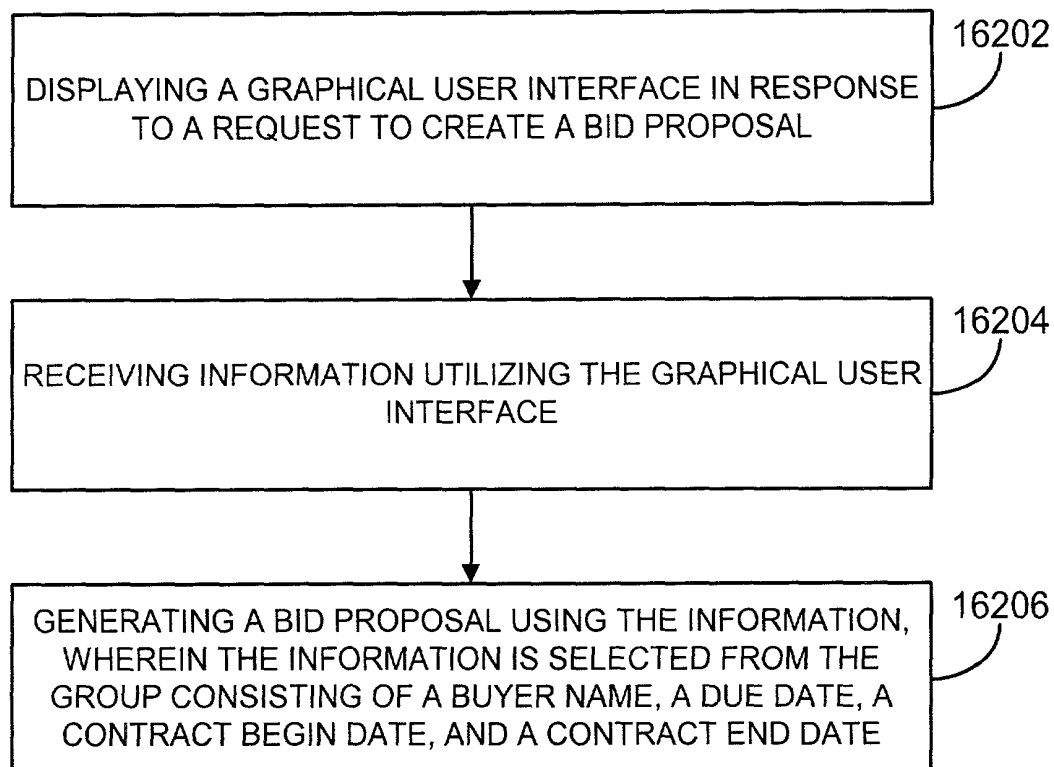 16202
DISPLAYING A GRAPHICAL USER INTERFACE IN RESPONSE
TO A REQUEST TO CREATE A BID PROPOSAL
16204
RECEIVING INFORMATION UTILIZING THE GRAPHICAL USER
INTERFACE
16206
GENERATING A BID PROPOSAL USING THE INFORMATION,
WHEREIN THE INFORMATION IS SELECTED FROM THE
GROUP CONSISTING OF A BUYER NAME, A DUE DATE, A
CONTRACT BEGIN DATE, AND A CONTRACT END DATE